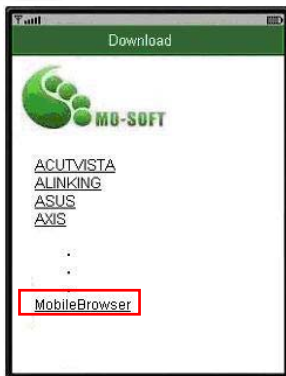 Download
MO-SOFT
ACUTVISTA
ALINKING
ASUS
AXIS
.
.
.
MobileBrowser